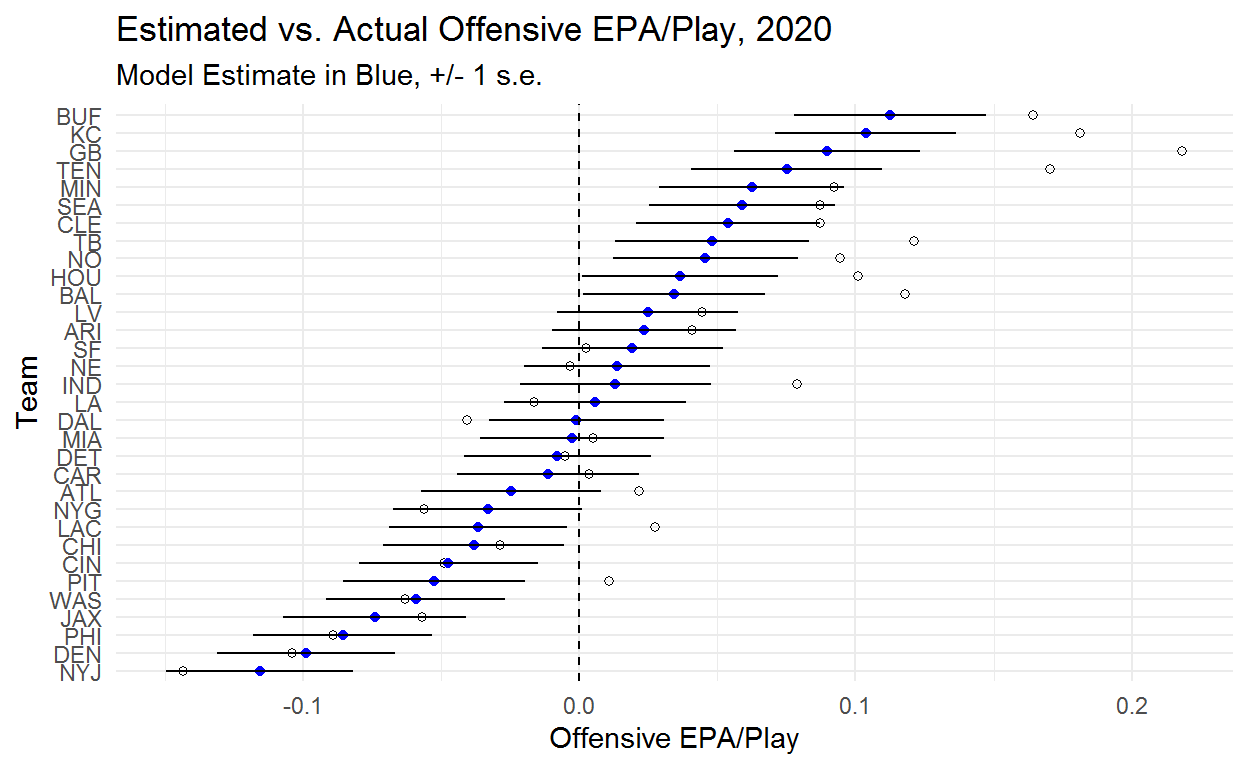 Estimated vs. Actual Offensive EPA/Play, 2020
Model Estimate in Blue, +/- 1 s.e.
BUF
KC
GB
TEN
MIN
SEA
CLE
TB
NO
HOU
BAL
LV
ARI
SF
NE
IND
LA
DAL
MIA
DET
CAR
ATL
NYG
LAC
CHI
CIN
PIT
WAS
JAX
PHI
DEN
NYJ
Team
-0.1 0.0 0.1 0.2
Offensive EPA/Play